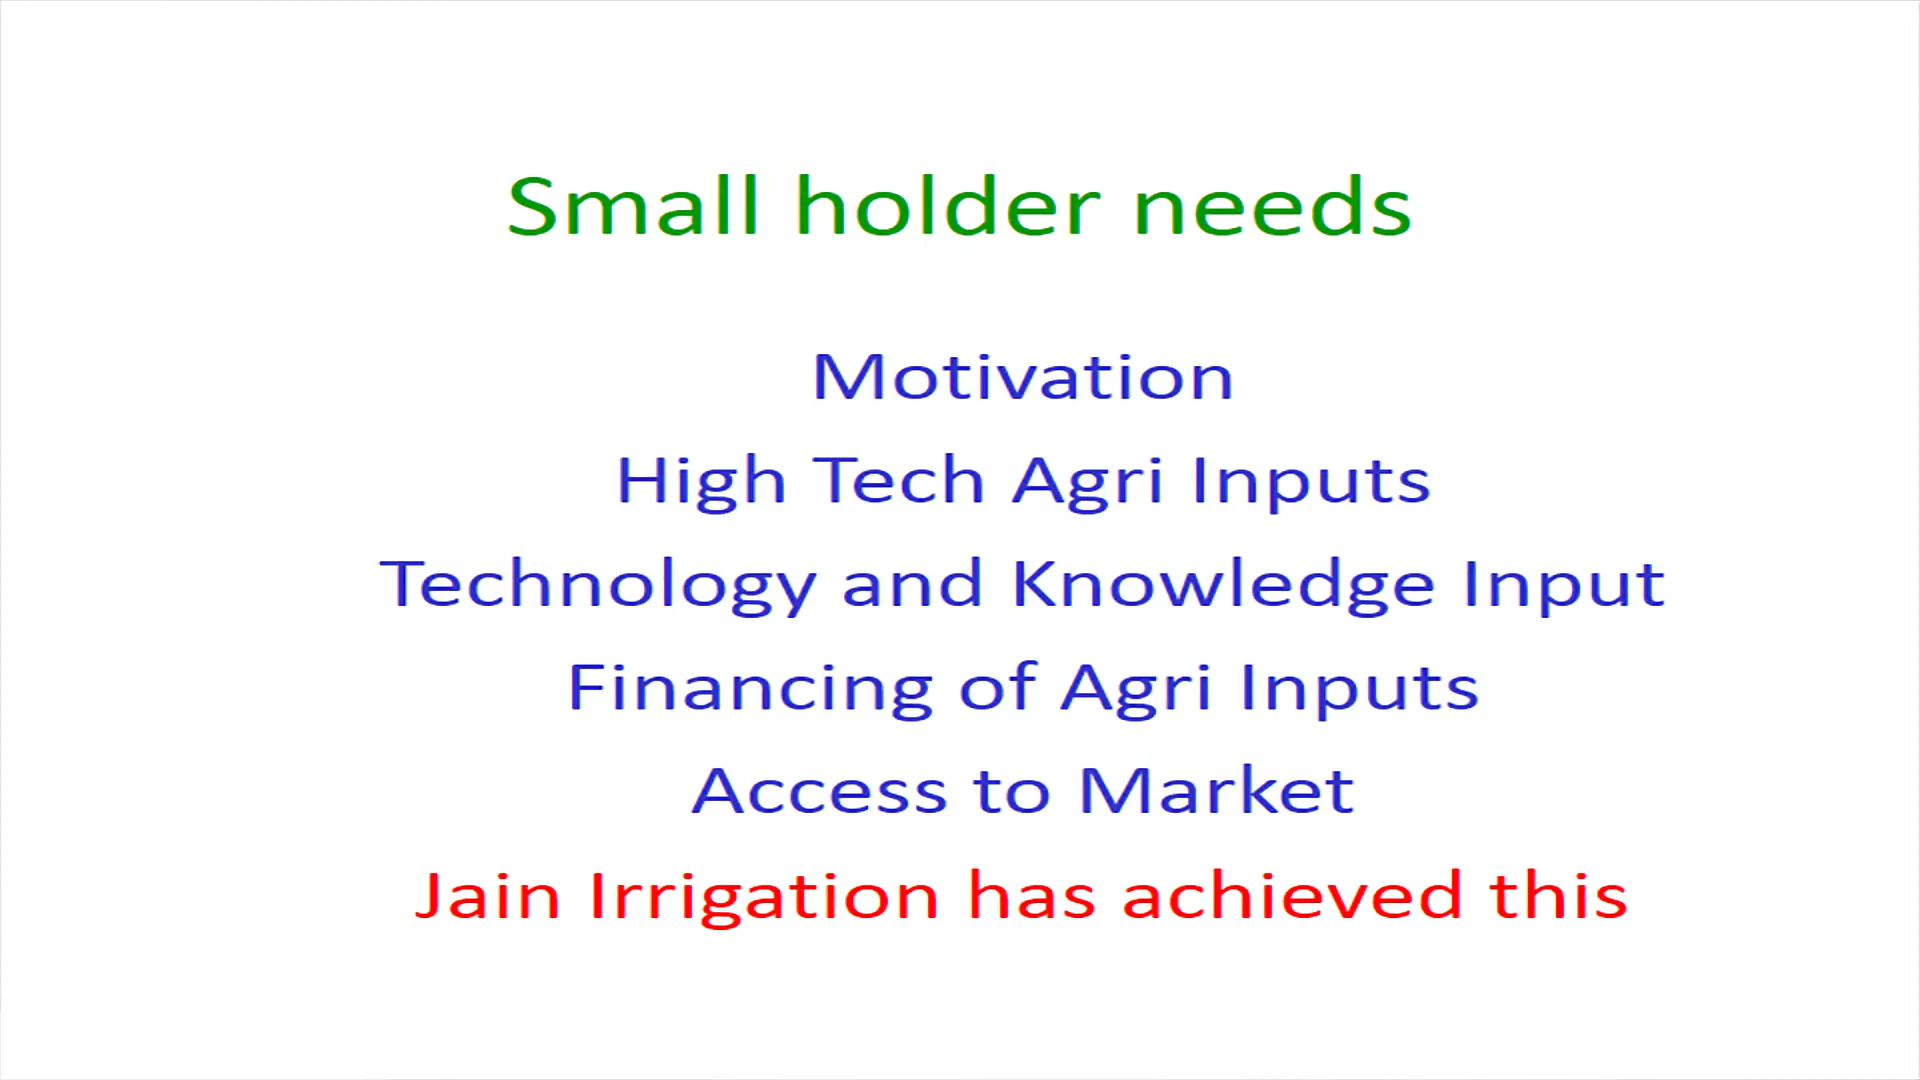 Small holder needs
Motivation
High Tech Agri Inputs
Technology and Knowledge Input
Financing of Agri Inputs
Access to Market
Jain Irrigation has achieved this